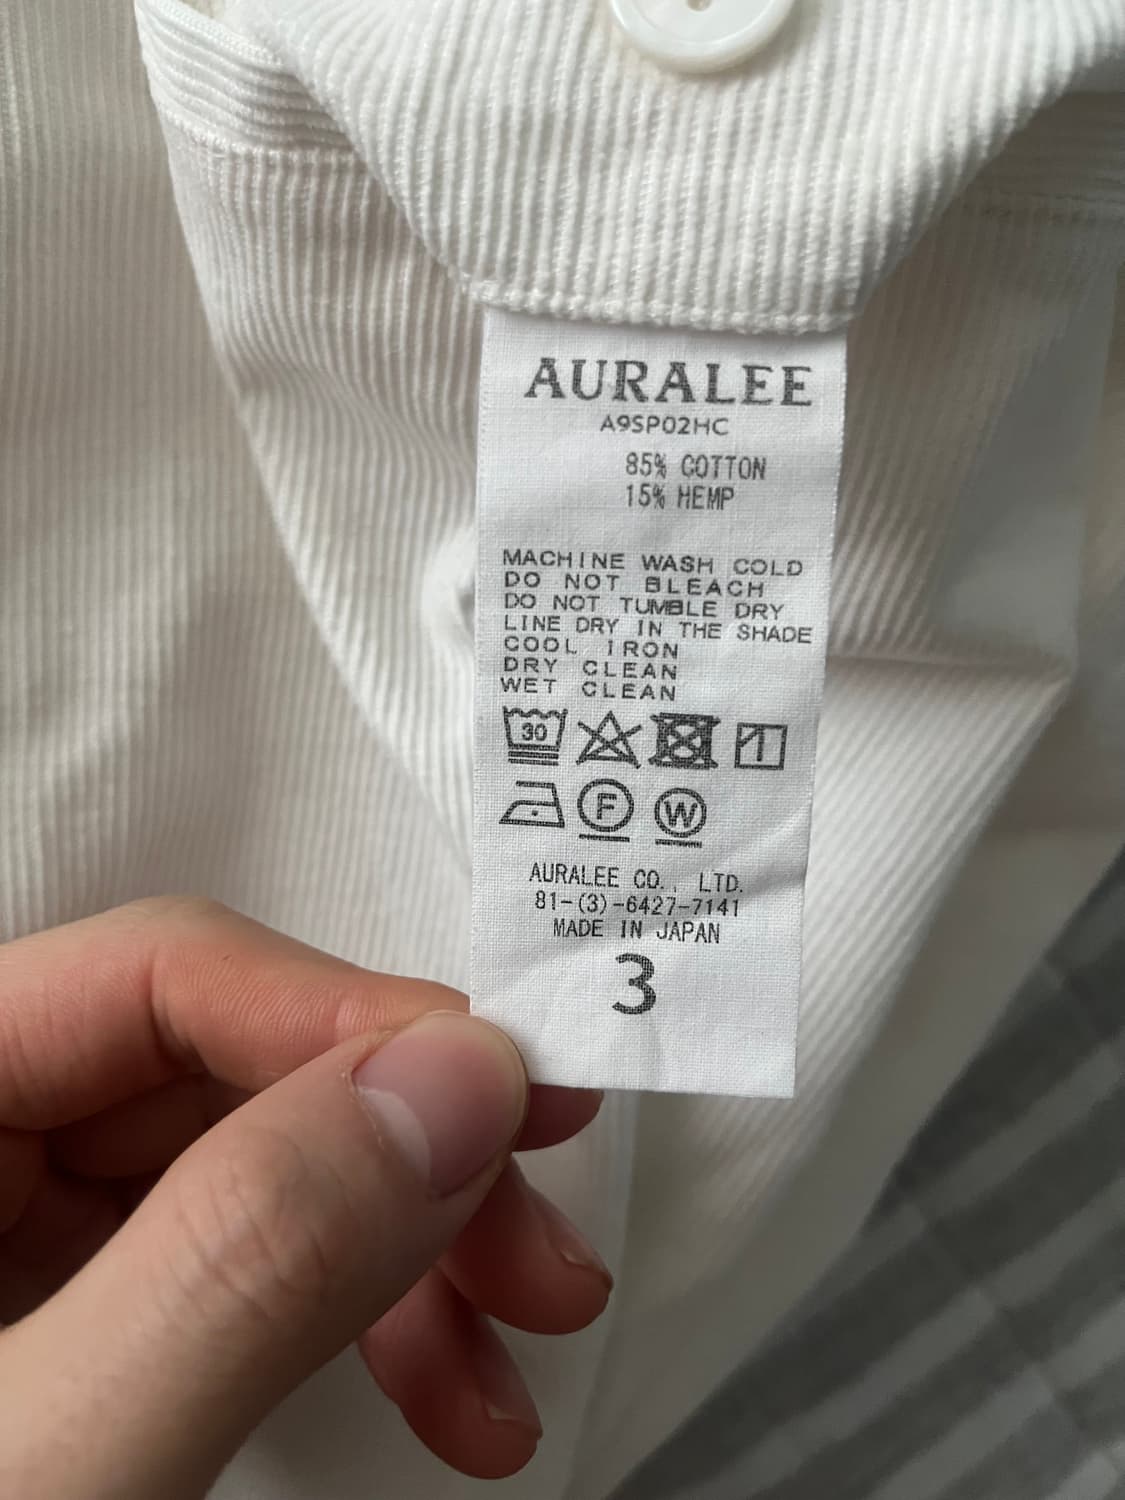 AURALEE
A9SP02HC
85% COTTON
15% HEMP
MACHINE WASH COLD
DO NOT BLEACH
DO NOT TUMBLE DRY
LINE DRY IN THE SHADE
COOL IRON
DRY CLEAN
WET CLEAN
30
F W
AURALEE CO., LTD.
81-(3)-6427-7141
MADE IN JAPAN
3